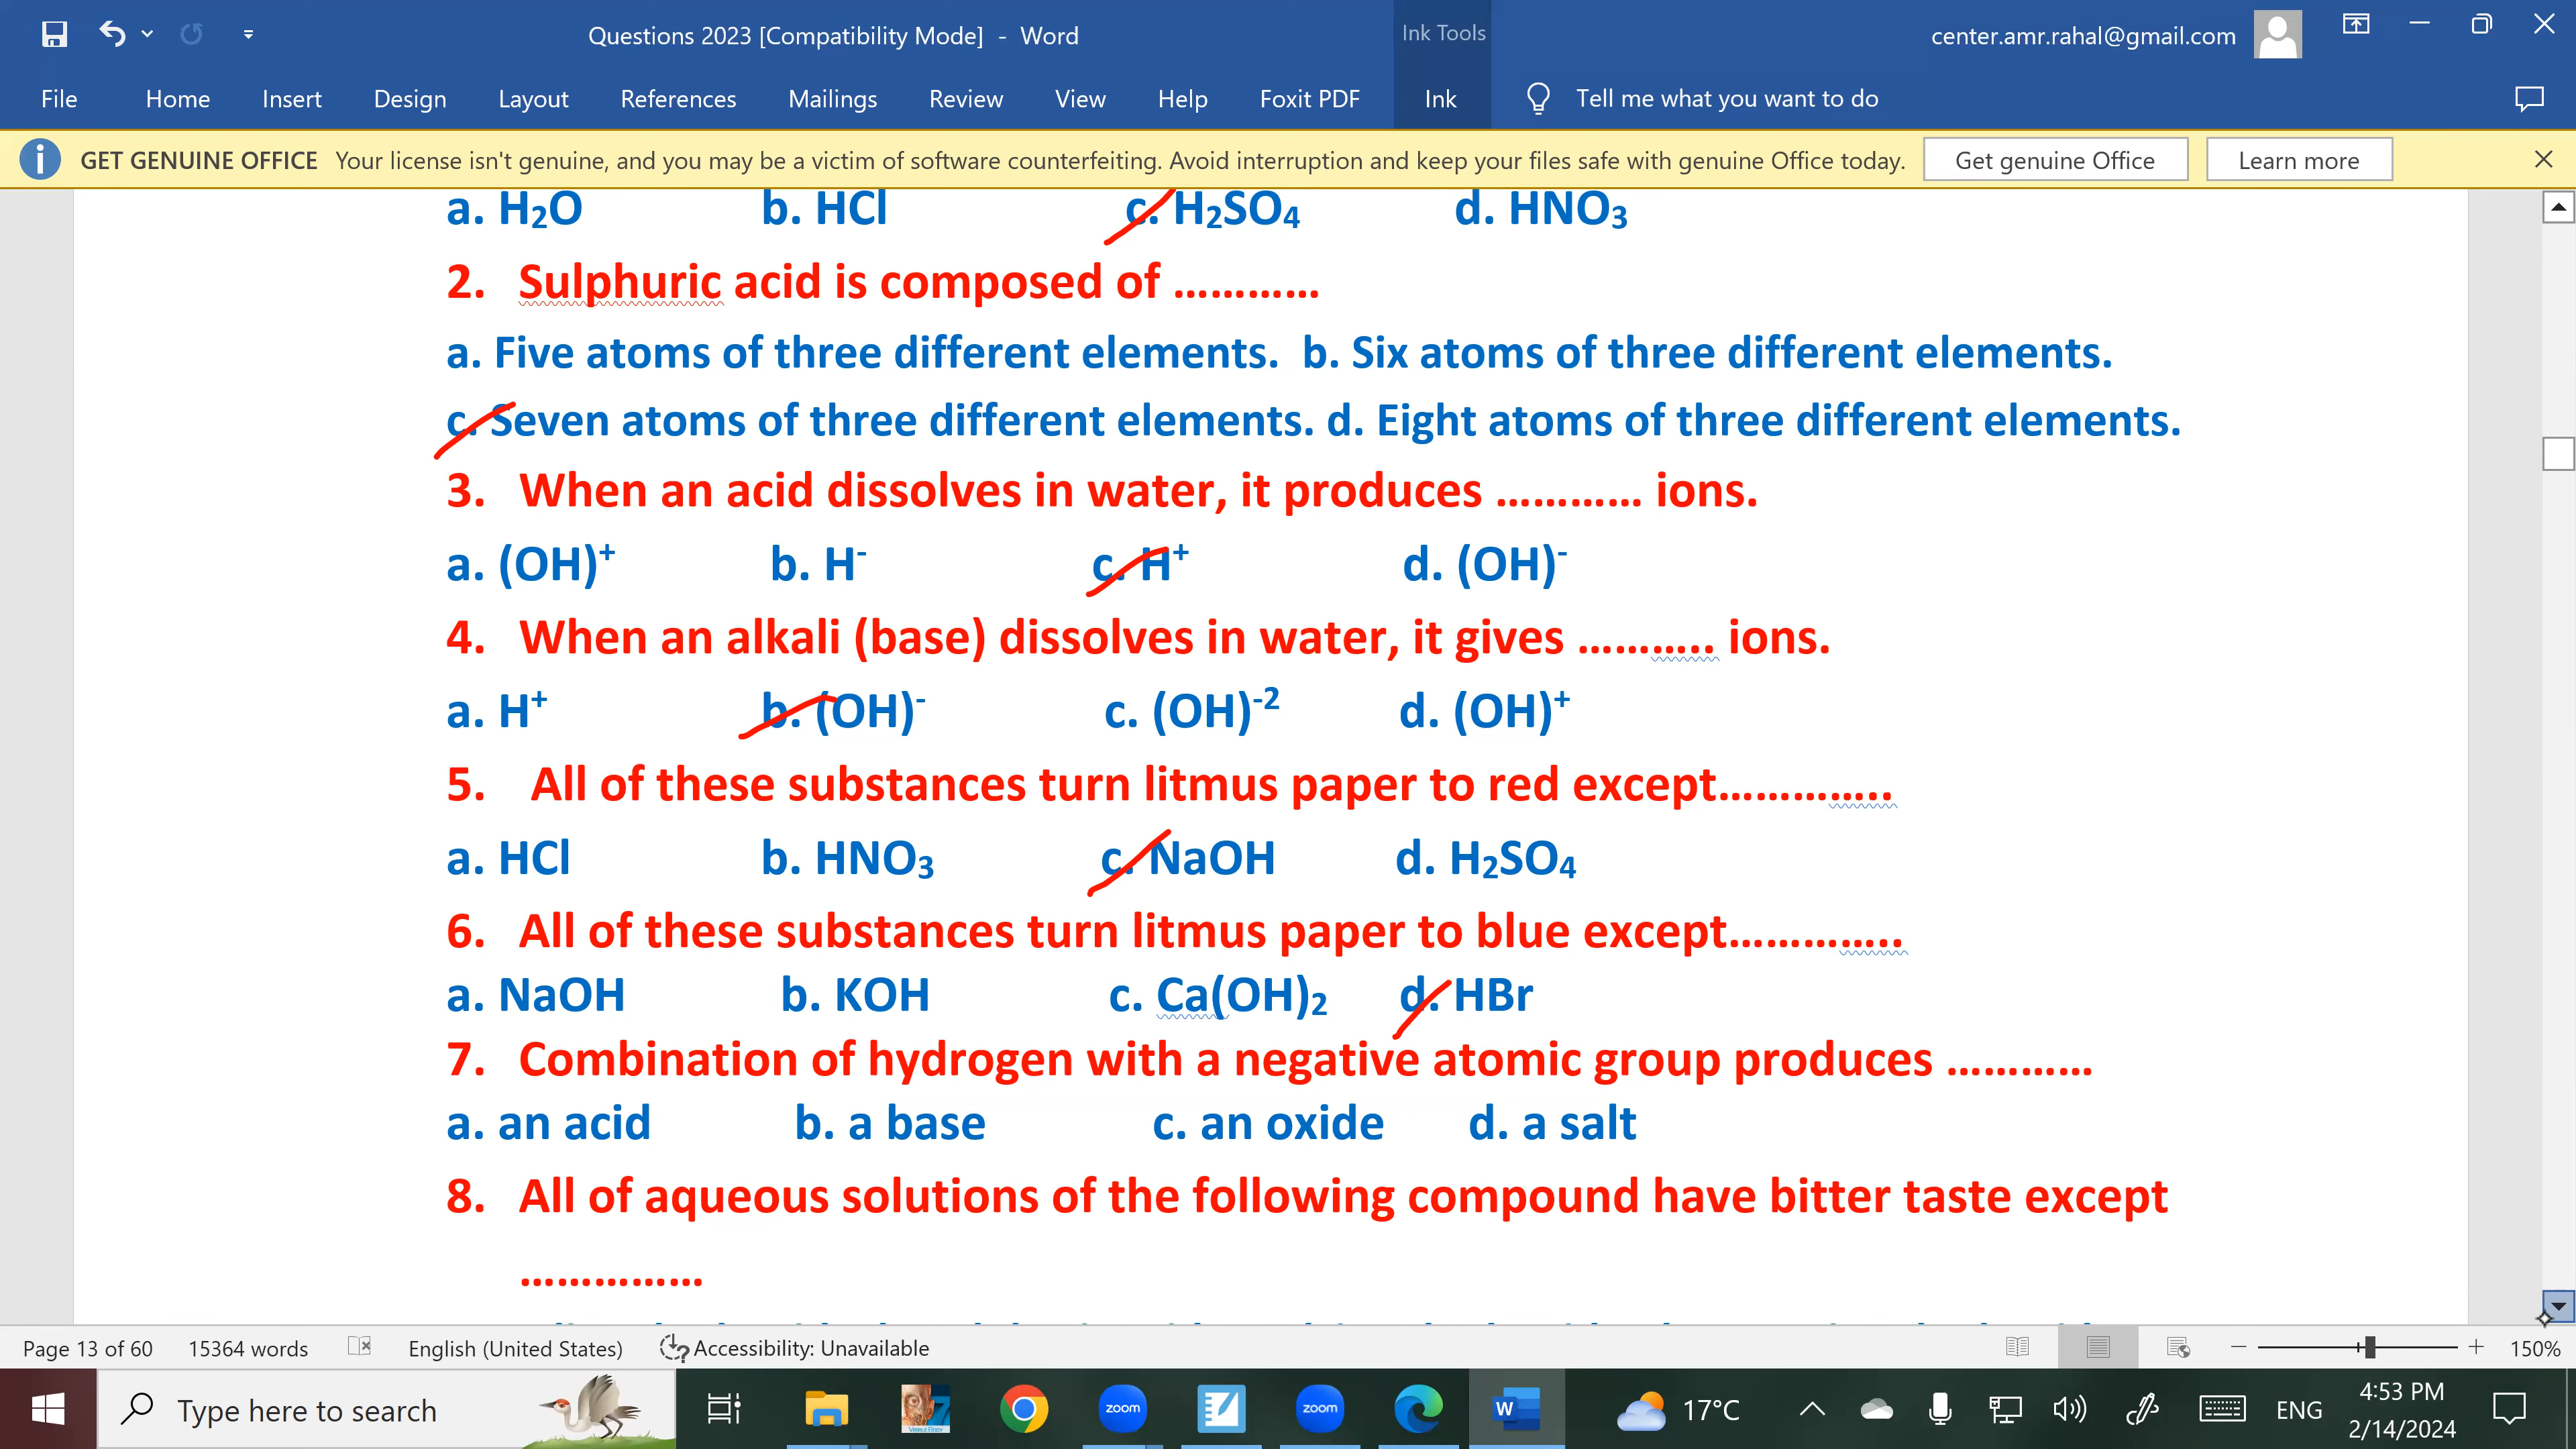 Questions 2023 [Compatibility Mode] - Word
Ink Tools
center.amr.rahal@gmail.com
File Home Insert Design Layout References Mailings Review View Help Foxit PDF Ink Tell me what you want to do
GET GENUINE OFFICE Your license isn't genuine, and you may be a victim of software counterfeiting. Avoid interruption and keep your files safe with genuine Office today. Get genuine Office Learn more
a. H₂O b. HCl c. H₂SO₄ d. HNO₃
2. Sulphuric acid is composed of …………
a. Five atoms of three different elements. b. Six atoms of three different elements.
c. Seven atoms of three different elements. d. Eight atoms of three different elements.
3. When an acid dissolves in water, it produces ………… ions.
a. (OH)⁺ b. H⁻ c. H⁺ d. (OH)⁻
4. When an alkali (base) dissolves in water, it gives ……….. ions.
a. H⁺ b. (OH)⁻ c. (OH)⁻² d. (OH)⁺
5. All of these substances turn litmus paper to red except…………..
a. HCl b. HNO₃ c. NaOH d. H₂SO₄
6. All of these substances turn litmus paper to blue except…………..
a. NaOH b. KOH c. Ca(OH)₂ d. HBr
7. Combination of hydrogen with a negative atomic group produces …………
a. an acid b. a base c. an oxide d. a salt
8. All of aqueous solutions of the following compound have bitter taste except
……………
Page 13 of 60 15364 words English (United States) Accessibility: Unavailable 150%
Type here to search
zoom
zoom
17°C
ENG
4:53 PM
2/14/2024